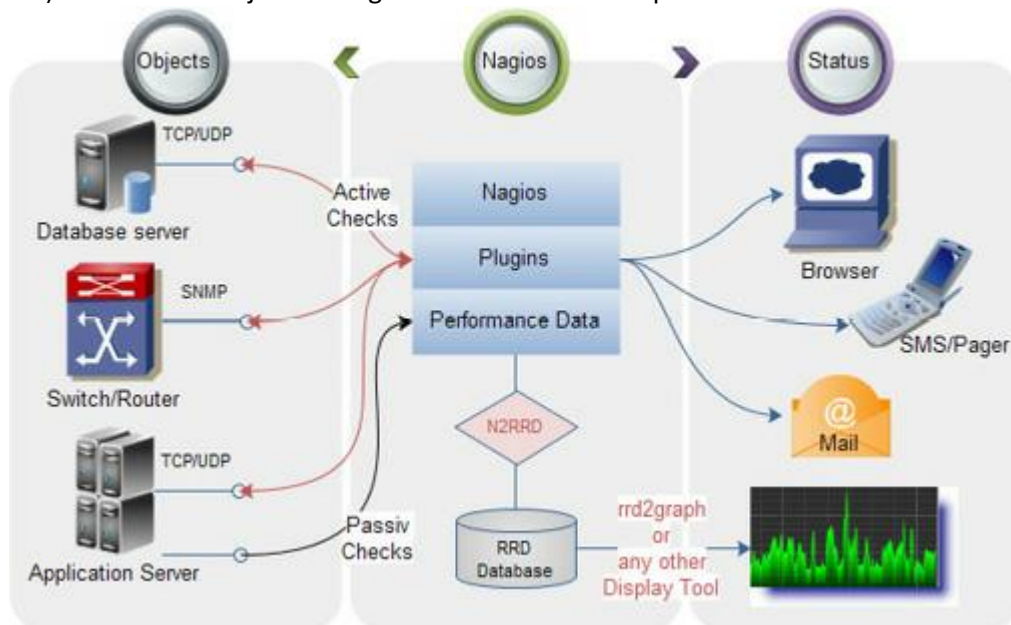 Objects
Nagios
Status
TCP/UDP
Database server
SNMP
Switch/Router
TCP/UDP
Application Server
Active
Checks
Passiv
Checks
Nagios
Plugins
Performance Data
N2RRD
RRD
Database
rrd2graph
or
any other
Display Tool
Browser
SMS/Pager
@
Mail